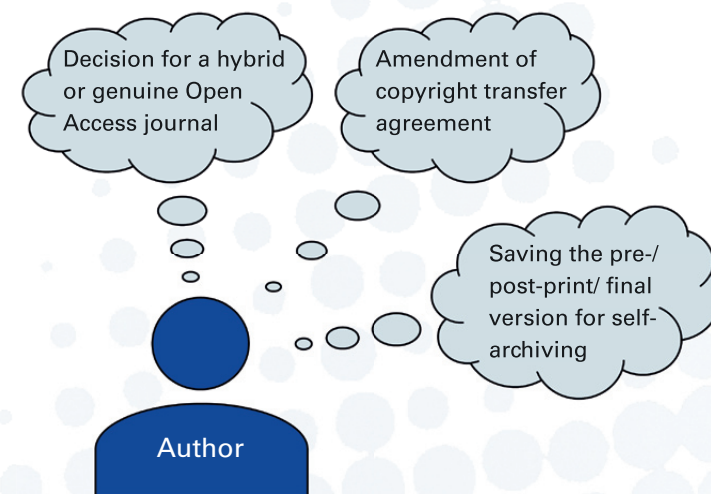 Decision for a hybrid
or genuine Open
Access journal
Amendment of
copyright transfer
agreement
Saving the pre-/
post-print/ final
version for self-
archiving
Author